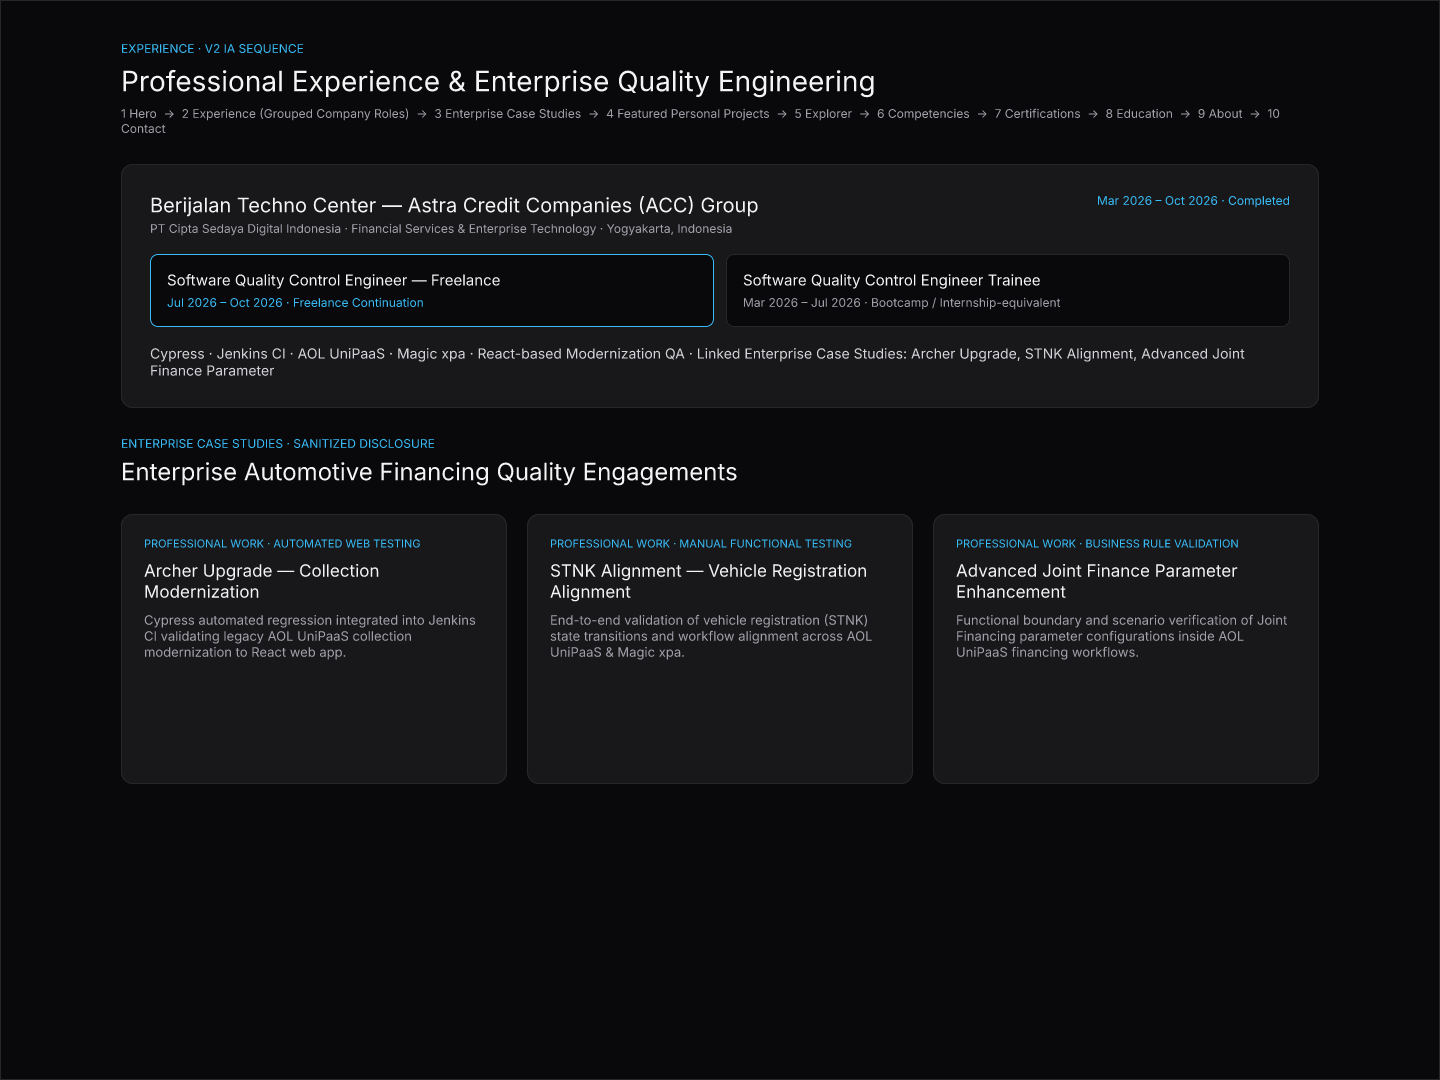 EXPERIENCE · V2 IA SEQUENCE
Professional Experience & Enterprise Quality Engineering
1 Hero → 2 Experience (Grouped Company Roles) → 3 Enterprise Case Studies → 4 Featured Personal Projects → 5 Explorer → 6 Competencies → 7 Certifications → 8 Education → 9 About → 10
Contact
Berijalan Techno Center — Astra Credit Companies (ACC) Group
Mar 2026 – Oct 2026 · Completed
PT Cipta Sedaya Digital Indonesia · Financial Services & Enterprise Technology · Yogyakarta, Indonesia
Software Quality Control Engineer — Freelance
Jul 2026 – Oct 2026 · Freelance Continuation
Software Quality Control Engineer Trainee
Mar 2026 – Jul 2026 · Bootcamp / Internship-equivalent
Cypress · Jenkins CI · AOL UniPaaS · Magic xpa · React-based Modernization QA · Linked Enterprise Case Studies: Archer Upgrade, STNK Alignment, Advanced Joint
Finance Parameter
ENTERPRISE CASE STUDIES · SANITIZED DISCLOSURE
Enterprise Automotive Financing Quality Engagements
PROFESSIONAL WORK · AUTOMATED WEB TESTING
Archer Upgrade — Collection
Modernization
Cypress automated regression integrated into Jenkins
CI validating legacy AOL UniPaaS collection
modernization to React web app.
PROFESSIONAL WORK · MANUAL FUNCTIONAL TESTING
STNK Alignment — Vehicle Registration
Alignment
End-to-end validation of vehicle registration (STNK)
state transitions and workflow alignment across AOL
UniPaaS & Magic xpa.
PROFESSIONAL WORK · BUSINESS RULE VALIDATION
Advanced Joint Finance Parameter
Enhancement
Functional boundary and scenario verification of Joint
Financing parameter configurations inside AOL
UniPaaS financing workflows.